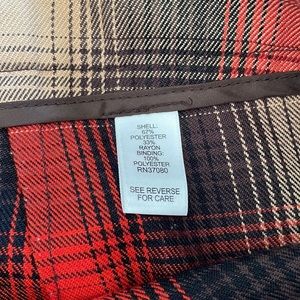 SHELL:
67%
POLYESTER
33%
RAYON
BINDING:
100%
POLYESTER
RN37080
SEE REVERSE
FOR CARE